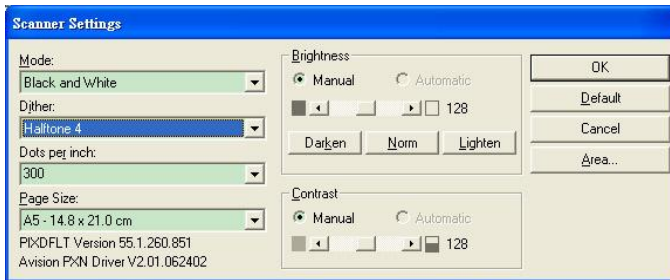 Scanner Settings
Mode:
Black and White
Dither:
Halftone 4
Dots per inch:
300
Page Size:
A5 - 14.8 x 21.0 cm
PIXDFLT Version 55.1.260.851
Avision PXN Driver V2.01.062402
Brightness
Manual Automatic
128
Darken Norm Lighten
Contrast
Manual Automatic
128
OK
Default
Cancel
Area...